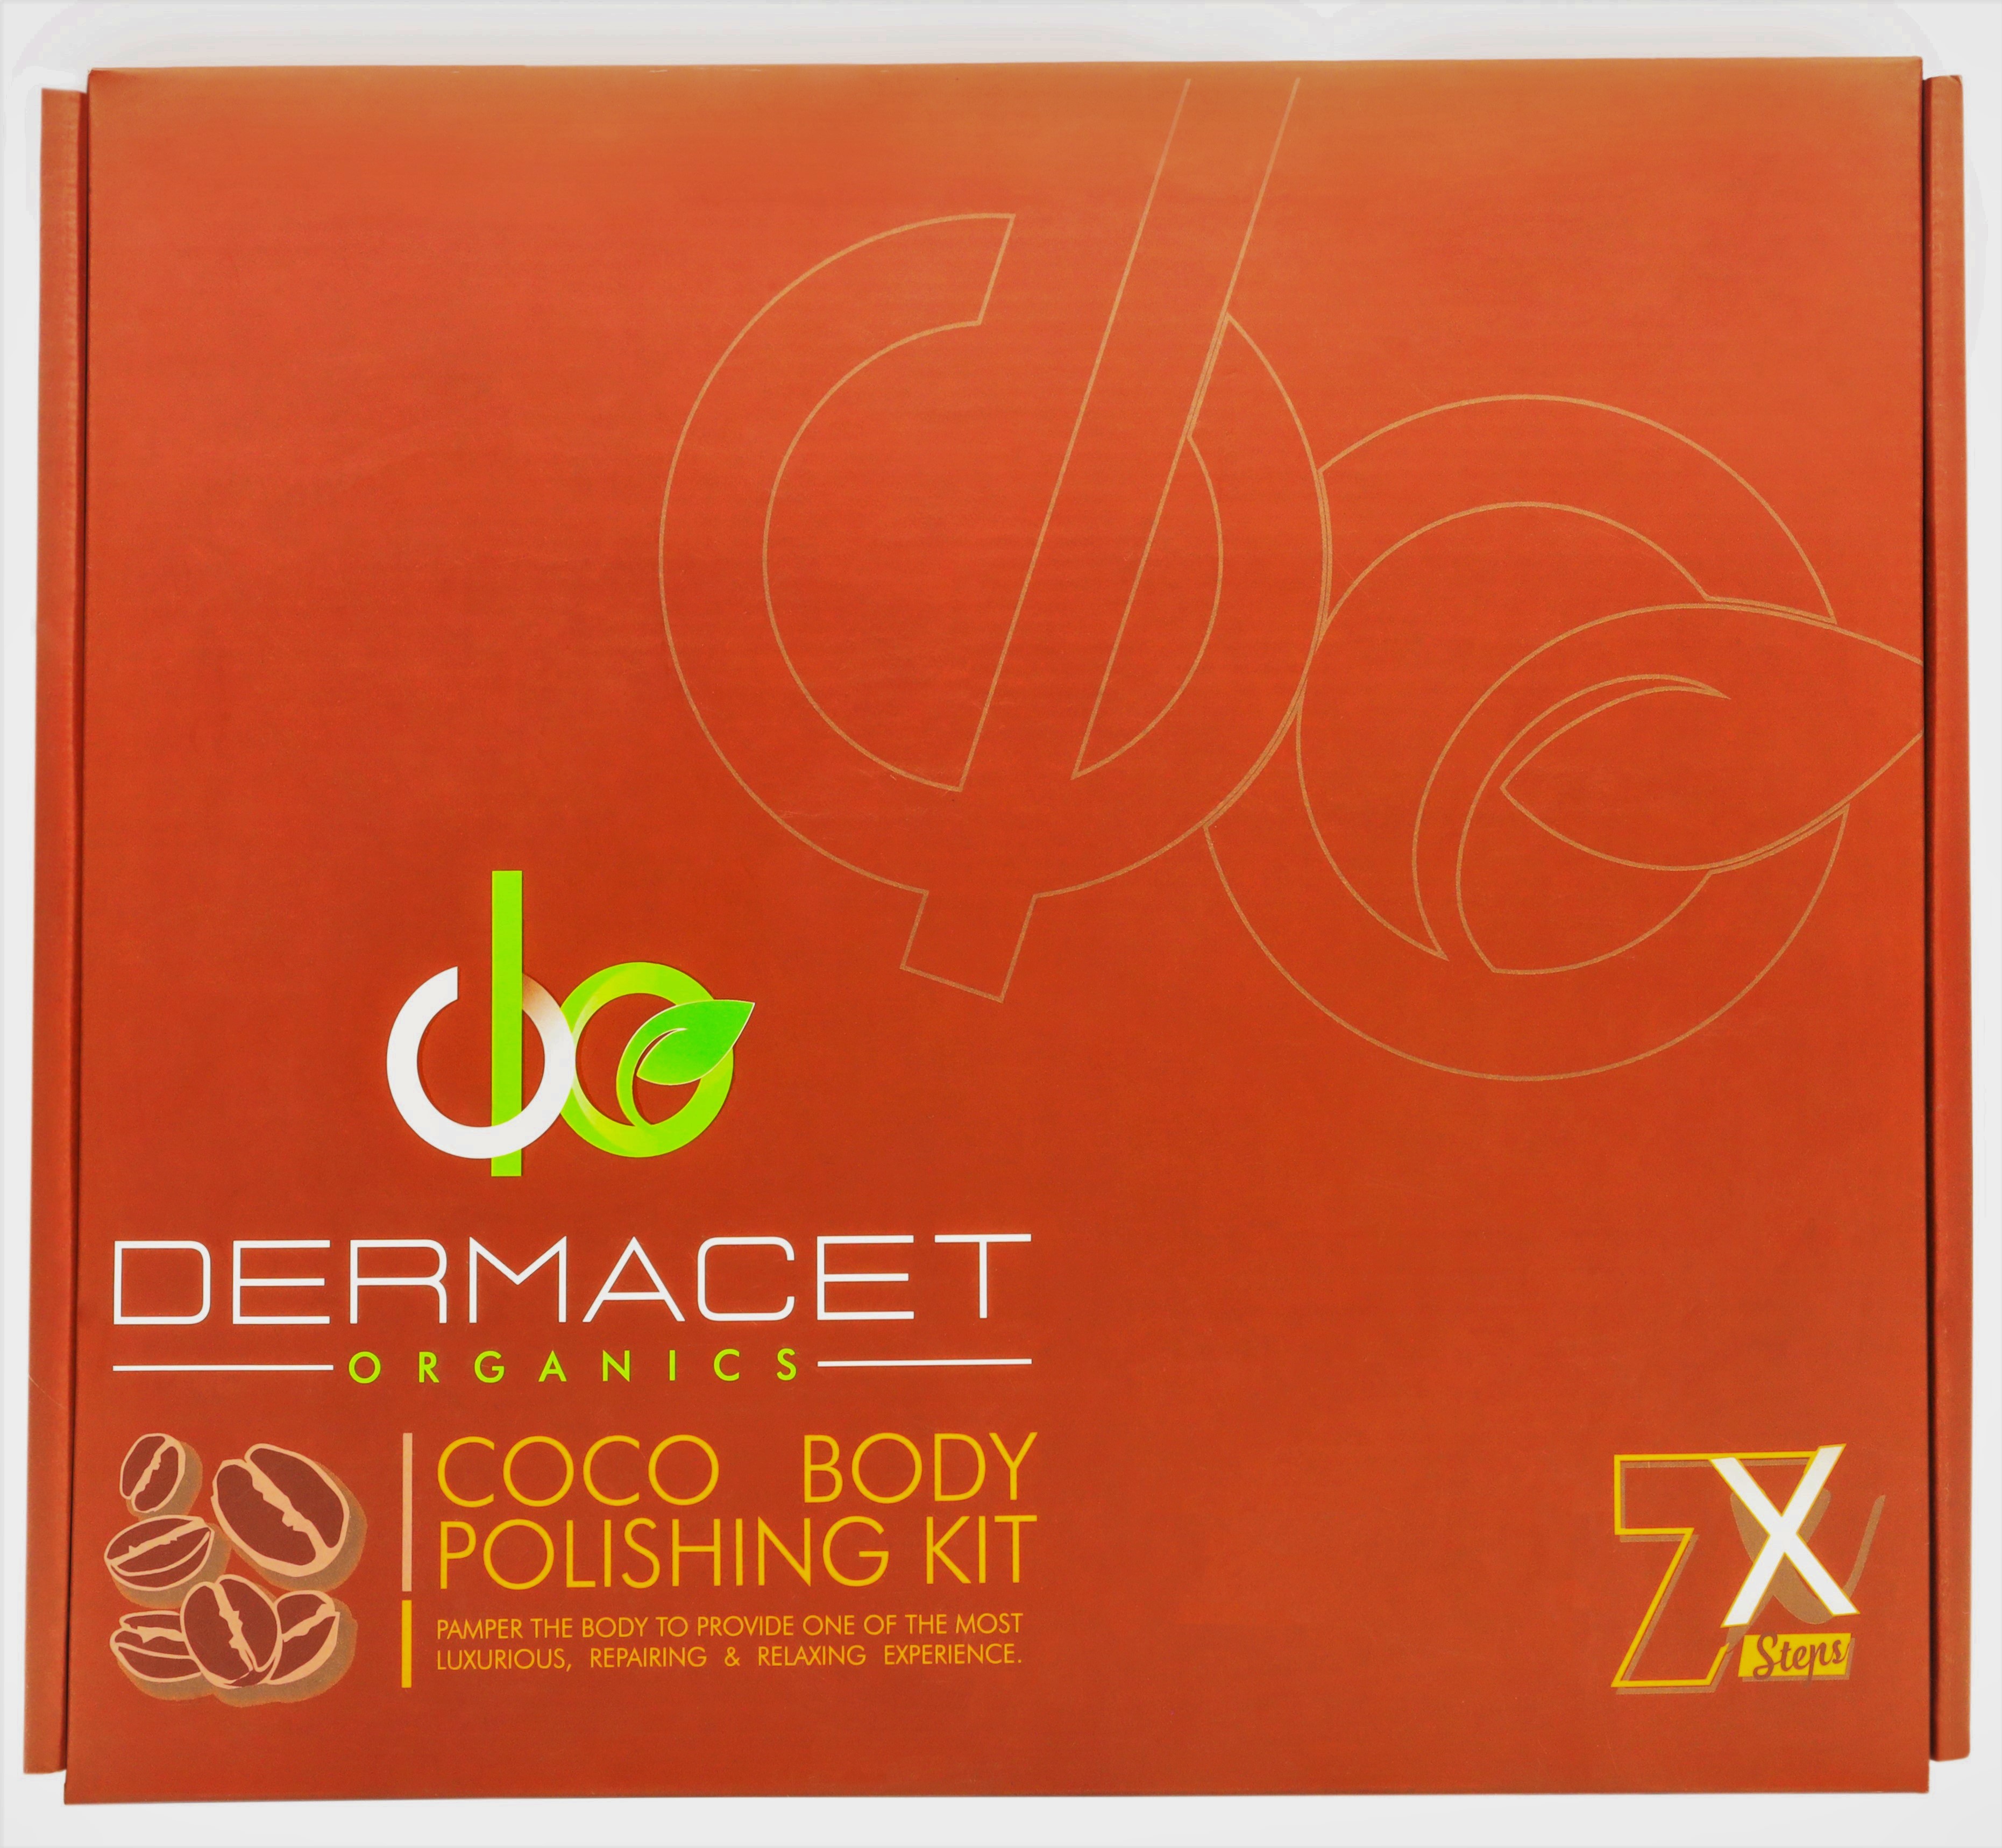 DERMACET
ORGANICS
COCO BODY
POLISHING KIT
PAMPER THE BODY TO PROVIDE ONE OF THE MOST
LUXURIOUS, REPAIRING & RELAXING EXPERIENCE.
7X
Steps